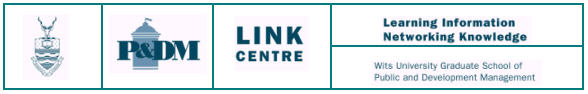 P&DM
LINK
CENTRE
Learning Information
Networking Knowledge
Wits University Graduate School of
Public and Development Management